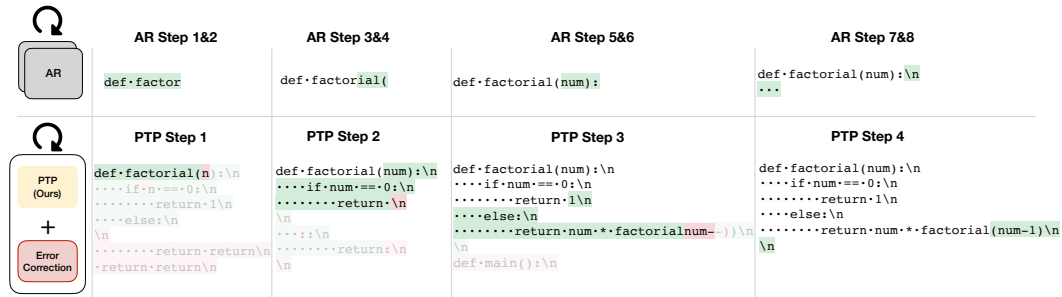 AR Step 1&2
AR Step 3&4
AR Step 5&6
AR Step 7&8
AR
def·factor
def·factorial(
def·factorial(num):
def·factorial(num):\n
···
PTP Step 1
PTP Step 2
PTP Step 3
PTP Step 4
PTP
(Ours)
+
Error
Correction
def·factorial(n):\n
····if·n·==·0:\n
········return·1\n
····else:\n
\n
········return·return\n
·return·return\n
def·factorial(num):\n
····if·num·==·0:\n
········return·\n
\n
···::\n
········return:\n
\n
def·factorial(num):\n
····if·num·==·0:\n
········return·1\n
····else:\n
········return·num·*·factorialnum--))\n
\n
def·main():\n
def·factorial(num):\n
····if·num·==·0:\n
········return·1\n
····else:\n
········return·num·*·factorial(num-1)\n
\n